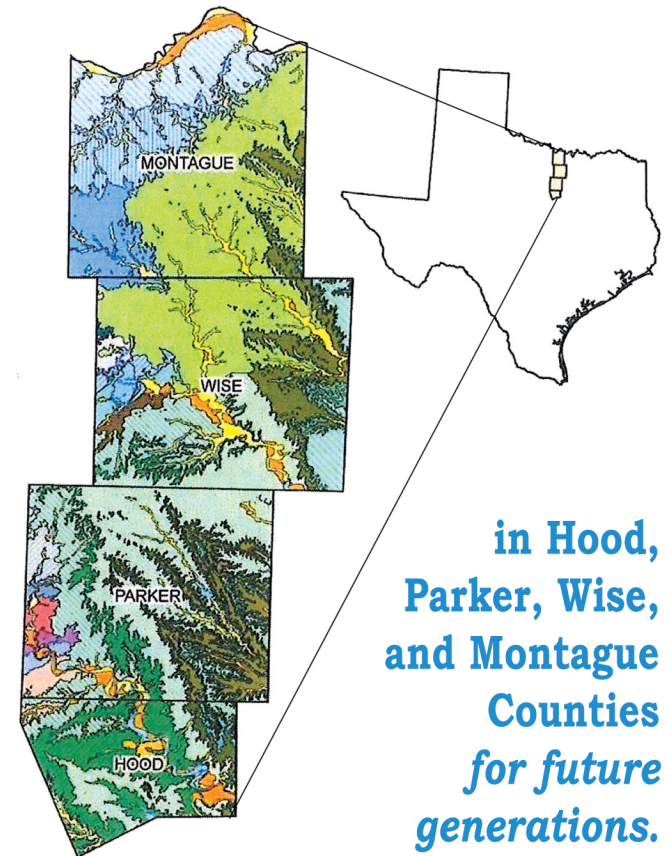 MONTAGUE
WISE
PARKER
HOOD
in Hood,
Parker, Wise,
and Montague
Counties
for future
generations.